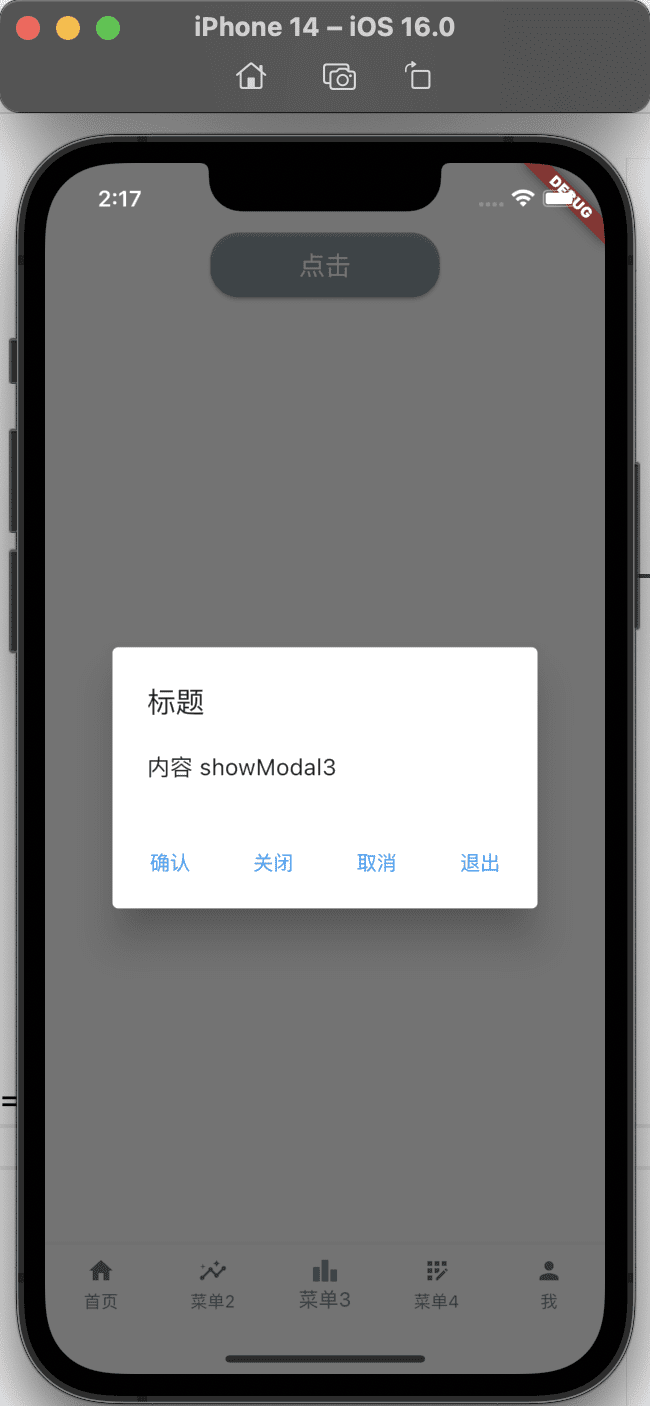 iPhone 14 – iOS 16.0
2:17
DEBUG
点击
标题
内容 showModal3
确认 关闭 取消 退出
首页 菜单2 菜单3 菜单4 我
=